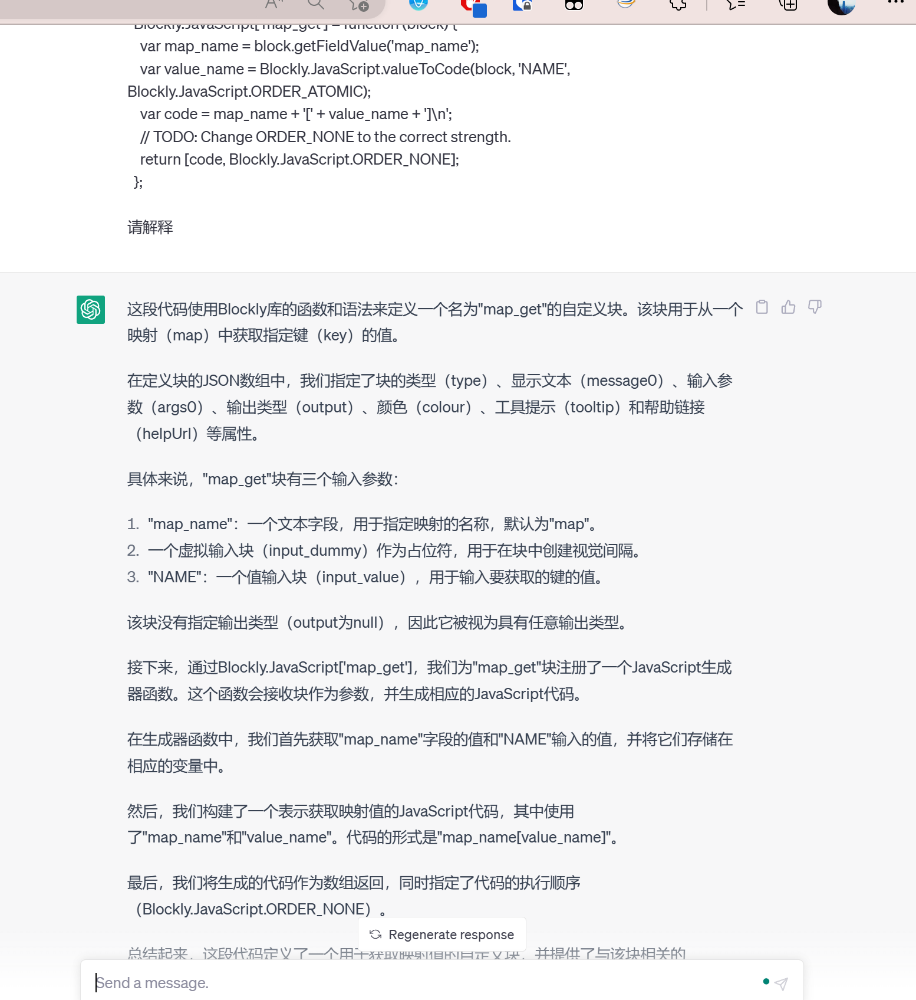 Blockly.JavaScript['map_get'] = function (block) {
var map_name = block.getFieldValue('map_name');
var value_name = Blockly.JavaScript.valueToCode(block, 'NAME',
Blockly.JavaScript.ORDER_ATOMIC);
var code = map_name + '[' + value_name + ']\n';
// TODO: Change ORDER_NONE to the correct strength.
return [code, Blockly.JavaScript.ORDER_NONE];
};
请解释
这段代码使用Blockly库的函数和语法来定义一个名为"map_get"的自定义块。该块用于从一个
映射（map）中获取指定键（key）的值。
在定义块的JSON数组中，我们指定了块的类型（type）、显示文本（message0）、输入参
数（args0）、输出类型（output）、颜色（colour）、工具提示（tooltip）和帮助链接
（helpUrl）等属性。
具体来说，"map_get"块有三个输入参数：
1. "map_name"：一个文本字段，用于指定映射的名称，默认为"map"。
2. 一个虚拟输入块（input_dummy）作为占位符，用于在块中创建视觉间隔。
3. "NAME"：一个值输入块（input_value），用于输入要获取的键的值。
该块没有指定输出类型（output为null），因此它被视为具有任意输出类型。
接下来，通过Blockly.JavaScript['map_get']，我们为"map_get"块注册了一个JavaScript生成
器函数。这个函数会接收块作为参数，并生成相应的JavaScript代码。
在生成器函数中，我们首先获取"map_name"字段的值和"NAME"输入的值，并将它们存储在
相应的变量中。
然后，我们构建了一个表示获取映射值的JavaScript代码，其中使用
了"map_name"和"value_name"。代码的形式是"map_name[value_name]"。
最后，我们将生成的代码作为数组返回，同时指定了代码的执行顺序
（Blockly.JavaScript.ORDER_NONE）。
Regenerate response
总结起来，这段代码定义了一个用于获取映射值的自定义块，并提供了与该块相关的
Send a message.